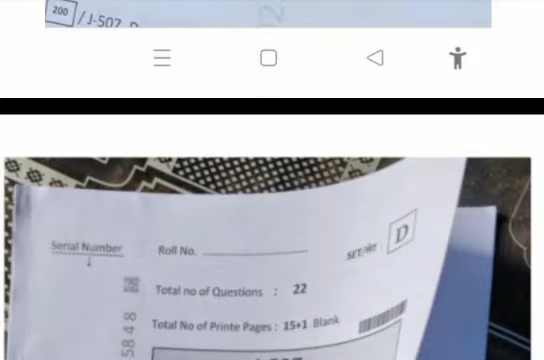 200 / J-507 D
Serial Number
Roll No.
SET/सेट : D
Total no of Questions : 22
Total No of Printe Pages : 15+1 Blank
5848